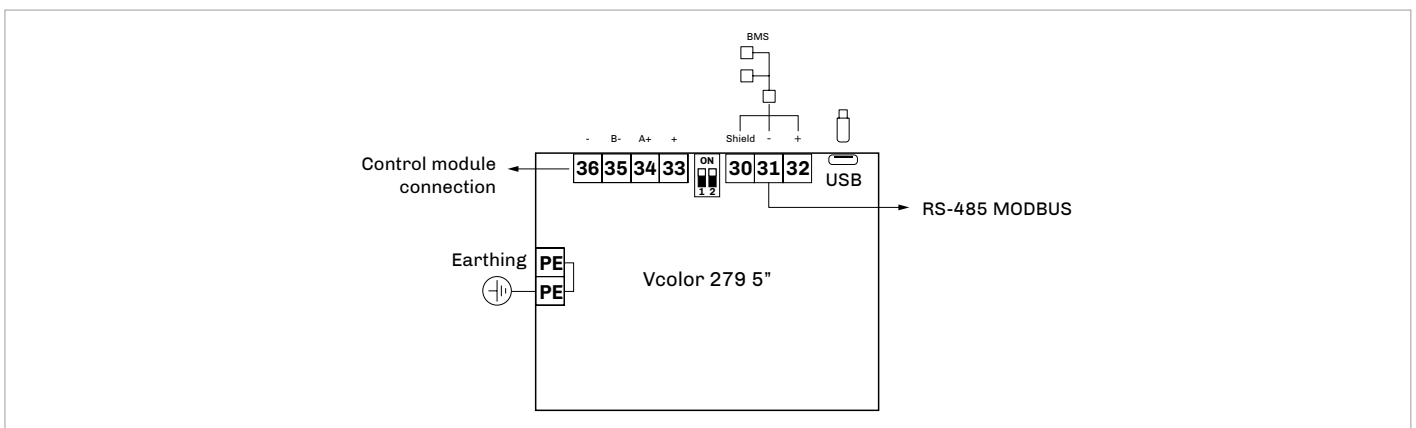 BMS
- B- A+ + Shield - +
Control module
connection
36 35 34 33
ON
1 2
30 31 32
USB
RS-485 MODBUS
Earthing
PE
PE
Vcolor 279 5”